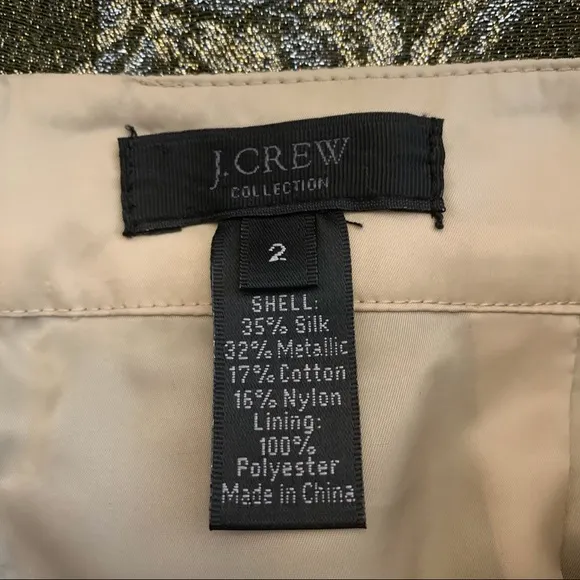 J.CREW
COLLECTION
2
SHELL:
35% Silk
32% Metallic
17% Cotton
16% Nylon
Lining:
100%
Polyester
Made in China